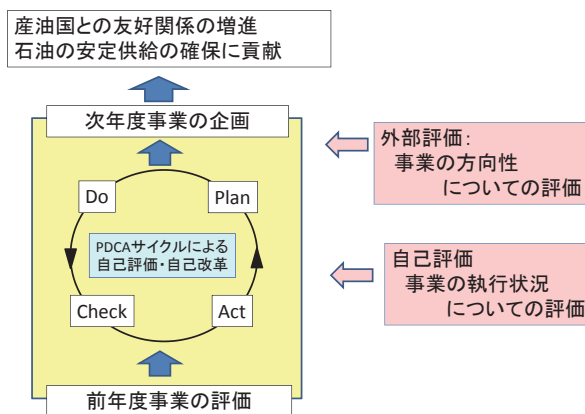 産油国との友好関係の増進
石油の安定供給の確保に貢献
次年度事業の企画
外部評価：
事業の方向性
についての評価
Do
Plan
PDCAサイクルによる
自己評価・自己改革
Check
Act
自己評価
事業の執行状況
についての評価
前年度事業の評価